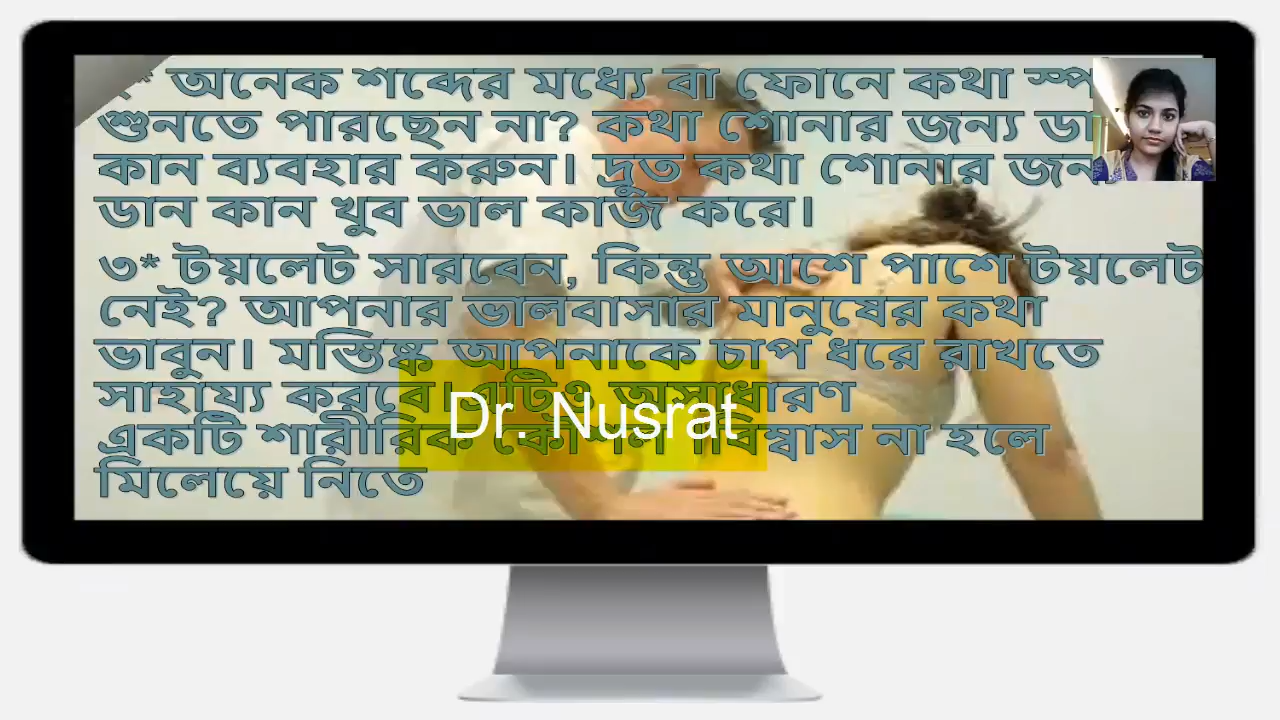 * অনেক শব্দের মধ্যে বা ফোনে কথা স্প
শুনতে পারছেন না? কথা শোনার জন্য ডা
কান ব্যবহার করুন। দ্রুত কথা শোনার জন্য
ডান কান খুব ভাল কাজ করে।
৩* টয়লেট সারবেন, কিন্তু আশে পাশে টয়লেট
নেই? আপনার ভালবাসার মানুষের কথা
ভাবুন। মস্তিষ্ক আপনাকে চাপ ধরে রাখতে
সাহায্য করবে। এটিও অসাধারণ
একটি শারীরিক কৌশল। বিশ্বাস না হলে
মিলেয়ে নিতে
Dr. Nusrat